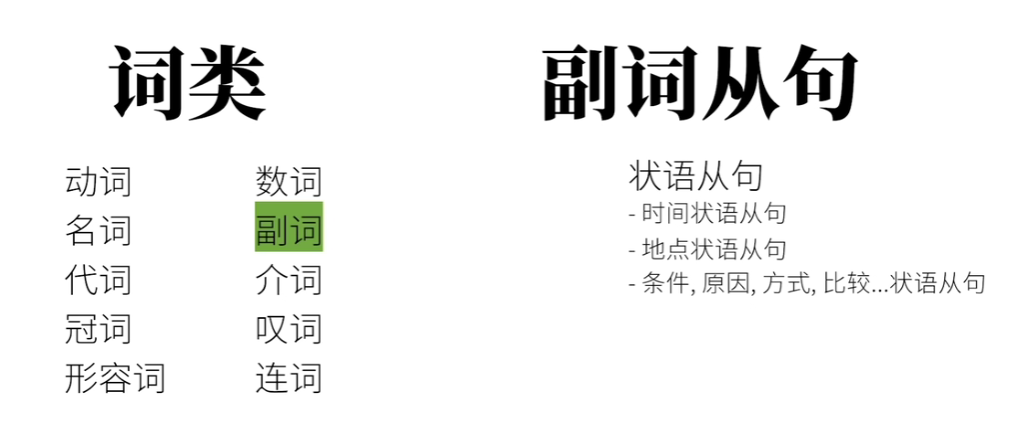 词类
动词
名词
代词
冠词
形容词
数词
副词
介词
叹词
连词
副词从句
状语从句
- 时间状语从句
- 地点状语从句
- 条件, 原因, 方式, 比较...状语从句